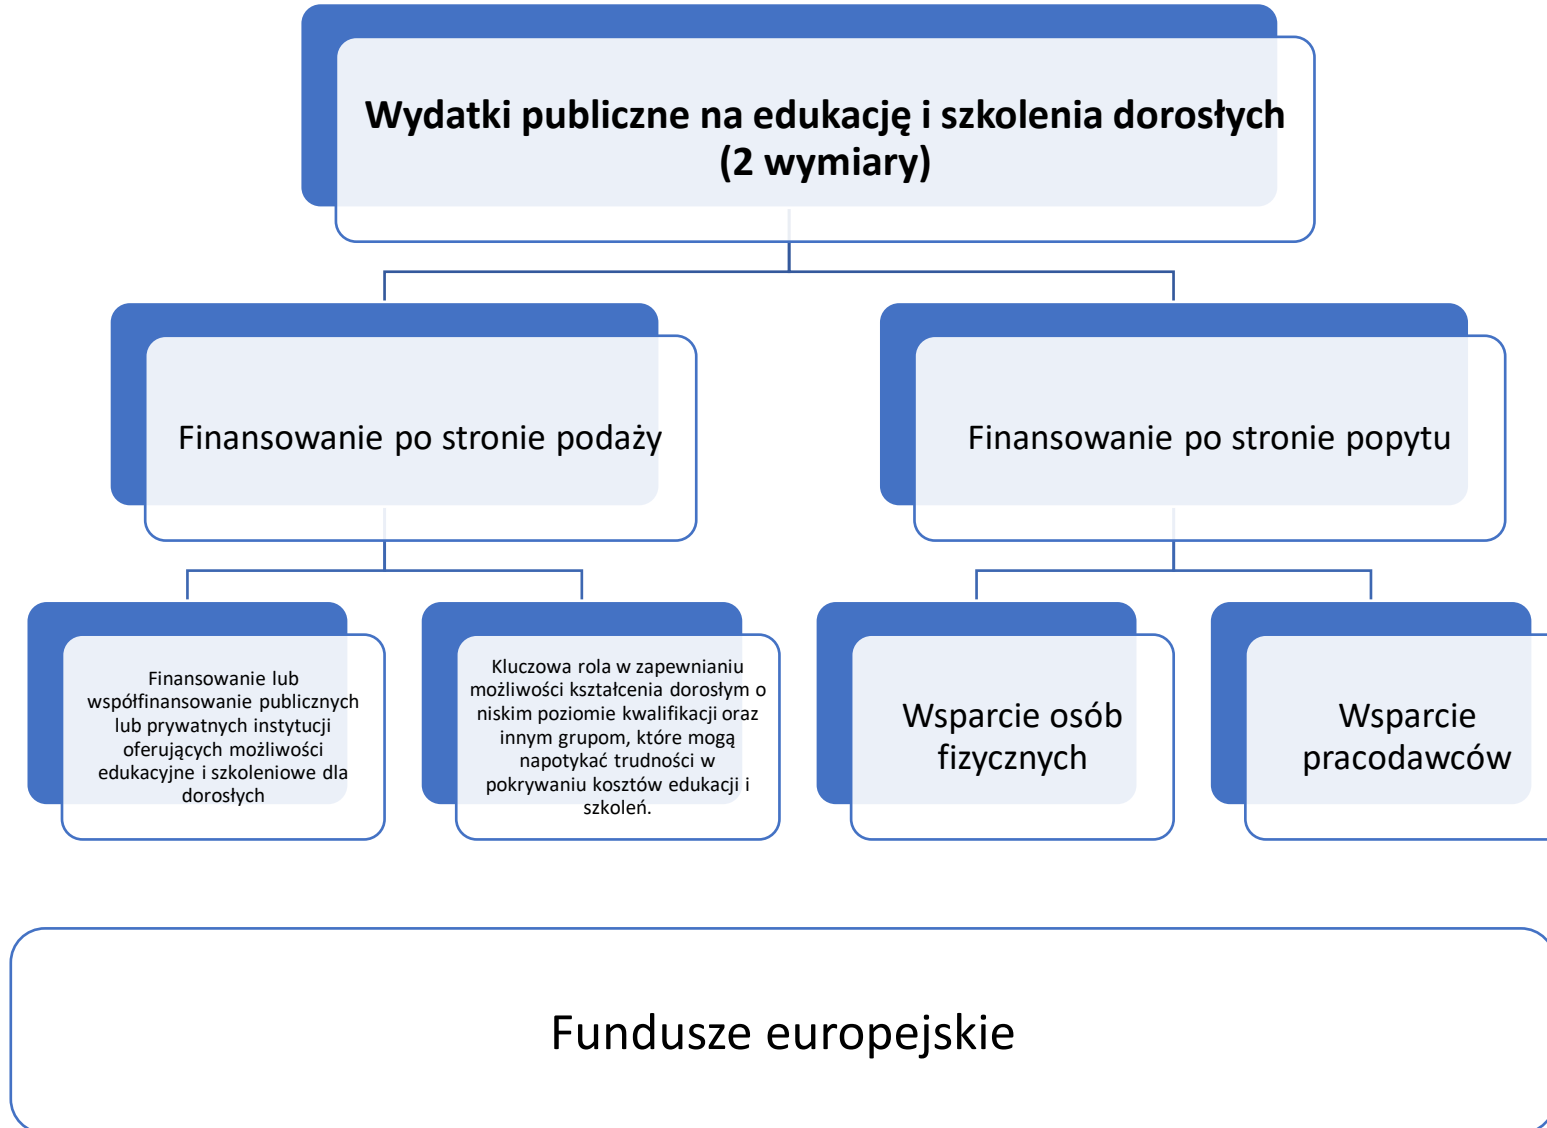 Wydatki publiczne na edukację i szkolenia dorosłych
(2 wymiary)
Finansowanie po stronie podaży
Finansowanie po stronie popytu
Finansowanie lub
współfinansowanie publicznych
lub prywatnych instytucji
oferujących możliwości
edukacyjne i szkoleniowe dla
dorosłych
Kluczowa rola w zapewnianiu
możliwości kształcenia dorosłym o
niskim poziomie kwalifikacji oraz
innym grupom, które mogą
napotykać trudności w
pokrywaniu kosztów edukacji i
szkoleń.
Wsparcie osób
fizycznych
Wsparcie
pracodawców
Fundusze europejskie